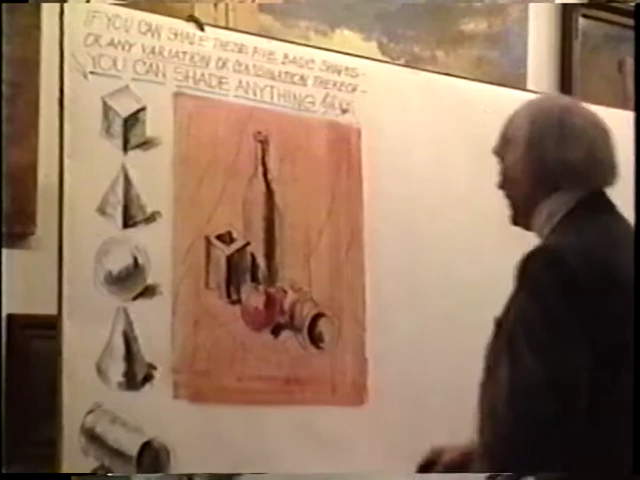 IF YOU CAN SHADE THESE FIVE BASIC SHAPES-
OR ANY VARIATION OR COMBINATION THEREOF-
YOU CAN SHADE ANYTHING